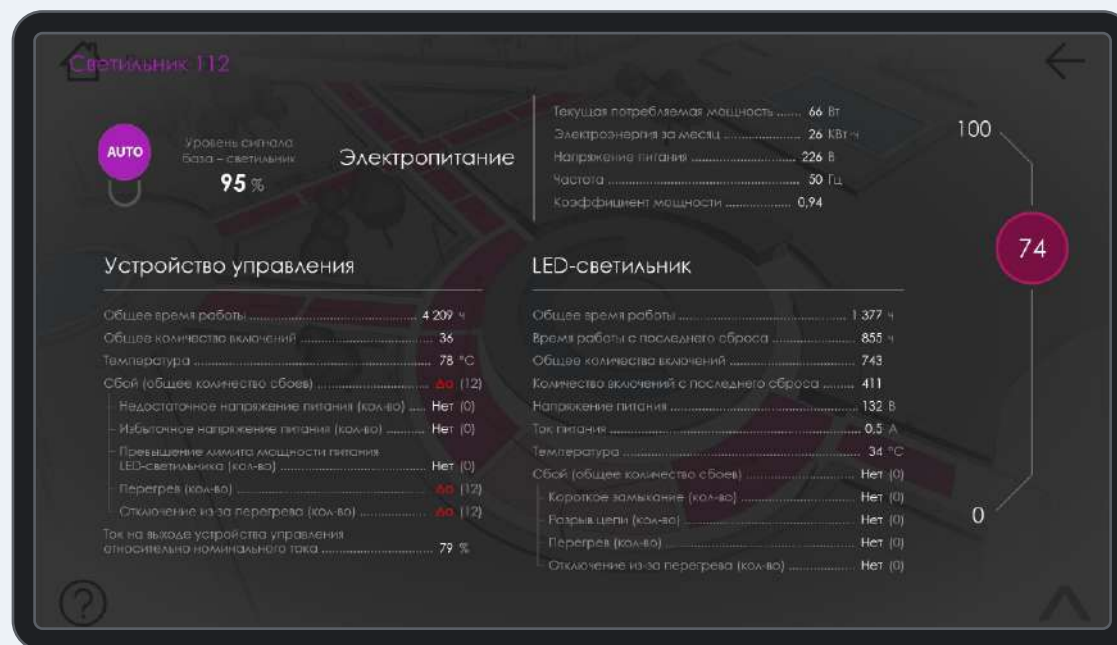 Светильник 112
AUTO
Уровень сигнала
база – светильник
95 %
Электропитание
Текущая потребляемая мощность ...... 66 Вт
Электроэнергия за месяц ...... 26 КВт·ч
Напряжение питания ...... 226 В
Частота ...... 50 Гц
Коэффициент мощности ...... 0,94
100
74
0
Устройство управления
Общее время работы ...... 4 209 ч
Общее количество включений ...... 36
Температура ...... 78 °C
Сбой (общее количество сбоев) ...... Да (12)
Недостаточное напряжение питания (кол-во) ...... Нет (0)
Избыточное напряжение питания (кол-во) ...... Нет (0)
Превышение лимита мощности питания
LED-светильника (кол-во) ...... Нет (0)
Перегрев (кол-во) ...... Да (12)
Отключение из-за перегрева (кол-во) ...... Да (12)
Ток на выходе устройства управления
относительно номинального тока ...... 79 %
LED-светильник
Общее время работы ...... 1 377 ч
Время работы с последнего сброса ...... 855 ч
Общее количество включений ...... 743
Количество включений с последнего сброса ...... 411
Напряжение питания ...... 132 В
Ток питания ...... 0,5 А
Температура ...... 34 °C
Сбой (общее количество сбоев) ...... Нет (0)
Короткое замыкание (кол-во) ...... Нет (0)
Разрыв цепи (кол-во) ...... Нет (0)
Перегрев (кол-во) ...... Нет (0)
Отключение из-за перегрева (кол-во) ...... Нет (0)
?